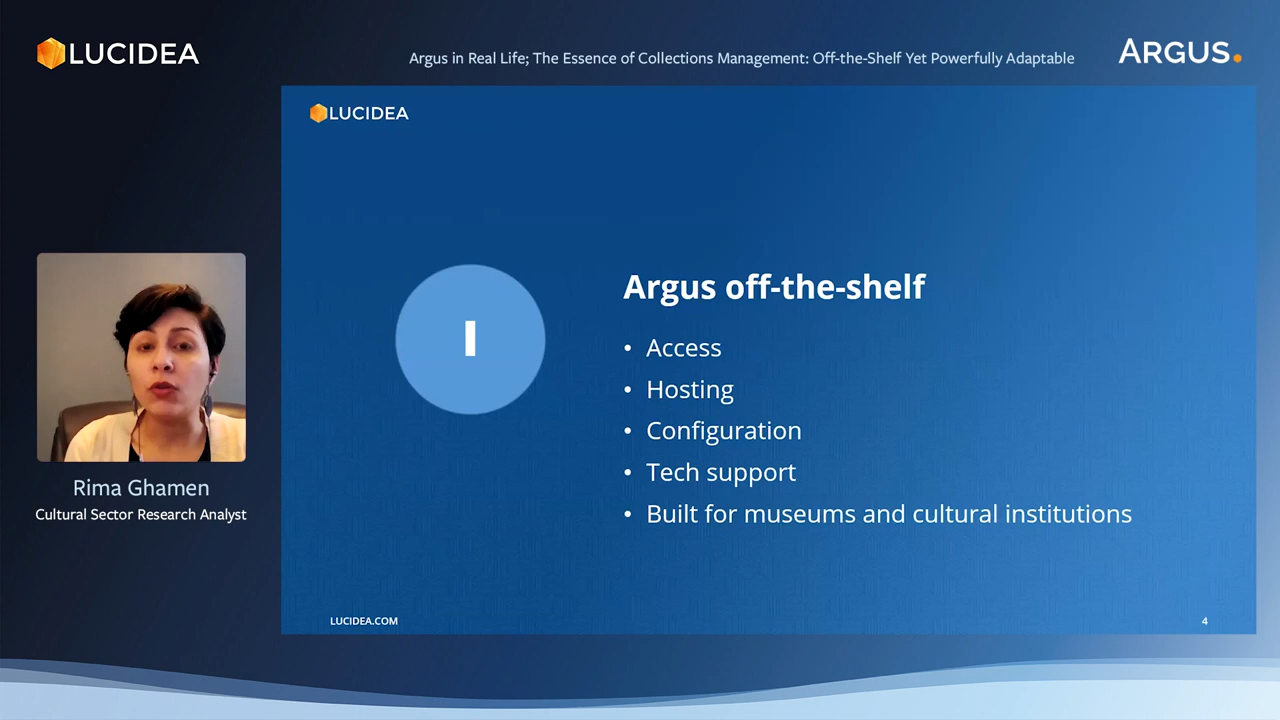 LUCIDEA
Argus in Real Life; The Essence of Collections Management: Off-the-Shelf Yet Powerfully Adaptable
ARGUS.
LUCIDEA
I
Argus off-the-shelf
• Access
• Hosting
• Configuration
• Tech support
• Built for museums and cultural institutions
LUCIDEA.COM
4
Rima Ghamen
Cultural Sector Research Analyst